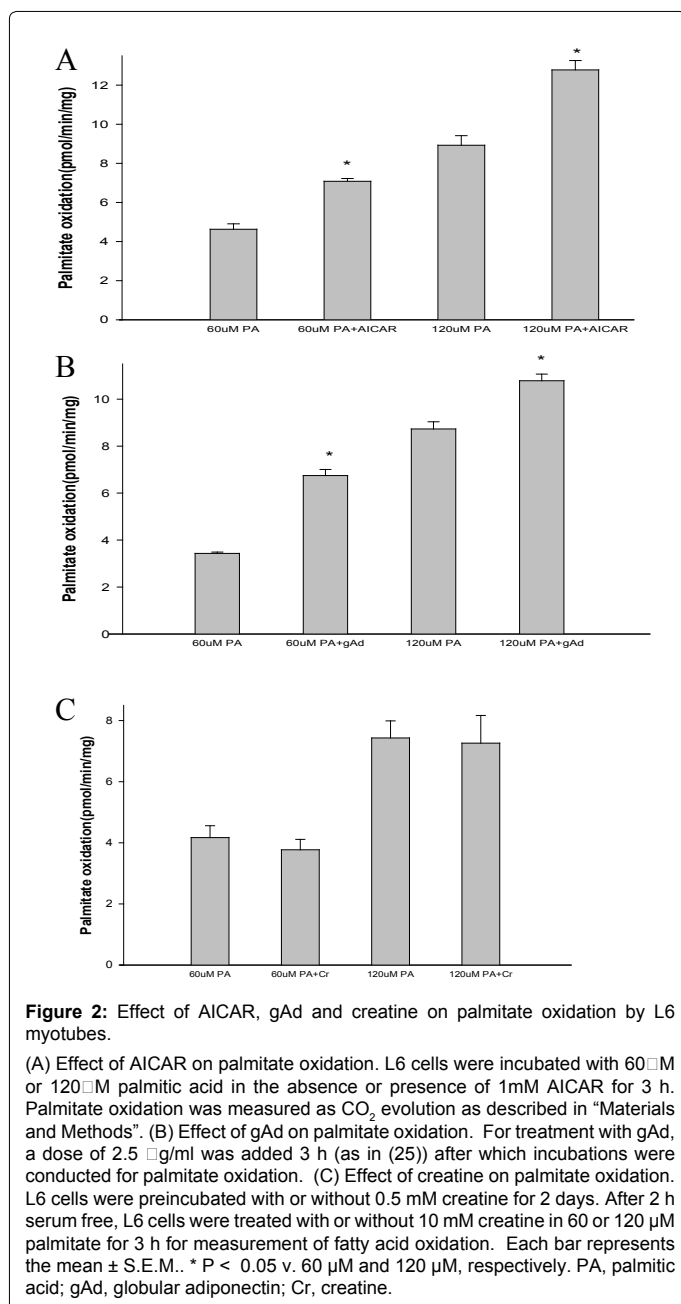 A
Palmitate oxidation(pmol/min/mg)
12
10
8
6
4
2
0
*
*
60uM PA
60uM PA+AICAR
120uM PA
120uM PA+AICAR
B
Palmitate oxidation(pmol/min/mg)
10
8
6
4
2
0
*
*
60uM PA
60uM PA+gAd
120uM PA
120uM PA+gAd
C
Palmitate oxidation(pmol/min/mg)
8
6
4
2
0
60uM PA
60uM PA+Cr
120uM PA
120uM PA+Cr
Figure 2: Effect of AICAR, gAd and creatine on palmitate oxidation by L6
myotubes.
(A) Effect of AICAR on palmitate oxidation. L6 cells were incubated with 60□M
or 120□M palmitic acid in the absence or presence of 1mM AICAR for 3 h.
Palmitate oxidation was measured as CO₂ evolution as described in “Materials
and Methods”. (B) Effect of gAd on palmitate oxidation. For treatment with gAd,
a dose of 2.5 □g/ml was added 3 h (as in (25)) after which incubations were
conducted for palmitate oxidation. (C) Effect of creatine on palmitate oxidation.
L6 cells were preincubated with or without 0.5 mM creatine for 2 days. After 2 h
serum free, L6 cells were treated with or without 10 mM creatine in 60 or 120 µM
palmitate for 3 h for measurement of fatty acid oxidation. Each bar represents
the mean ± S.E.M.. * P < 0.05 v. 60 µM and 120 µM, respectively. PA, palmitic
acid; gAd, globular adiponectin; Cr, creatine.